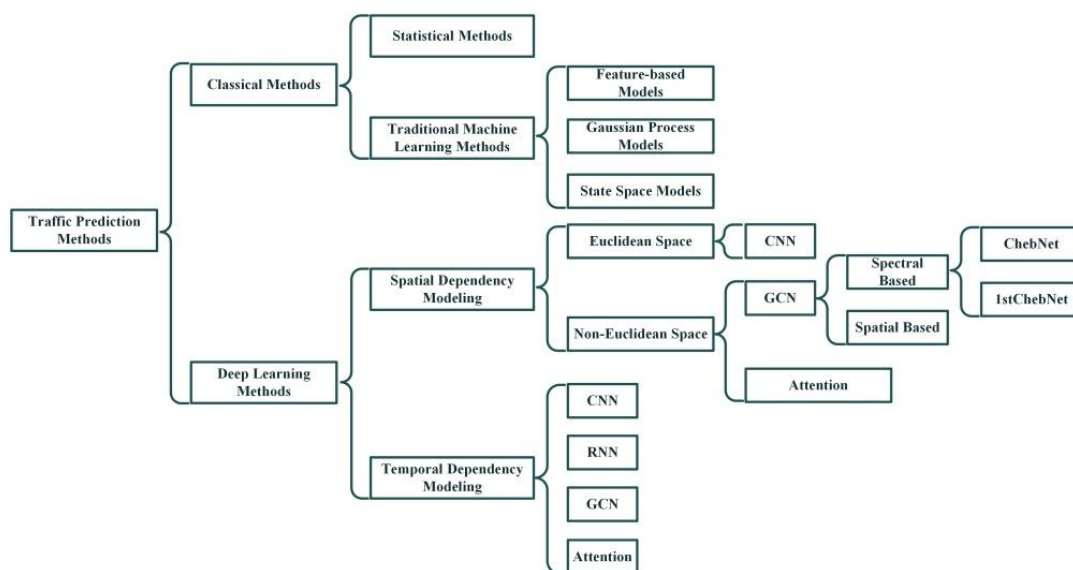 Traffic Prediction
Methods
Classical Methods
Statistical Methods
Traditional Machine
Learning Methods
Feature-based
Models
Gaussian Process
Models
State Space Models
Deep Learning
Methods
Spatial Dependency
Modeling
Euclidean Space
CNN
Non-Euclidean Space
GCN
Spectral
Based
ChebNet
1stChebNet
Spatial Based
Attention
Temporal Dependency
Modeling
CNN
RNN
GCN
Attention